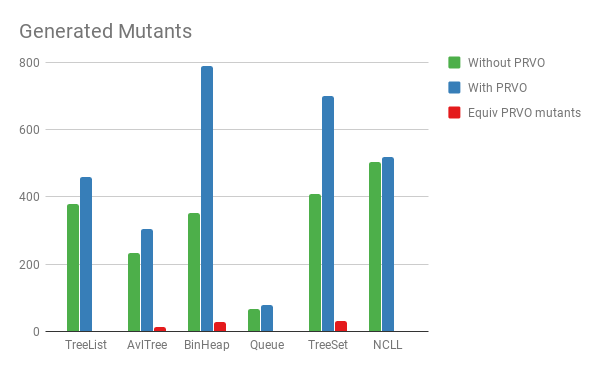 Generated Mutants
800
600
400
200
0
TreeList AvlTree BinHeap Queue TreeSet NCLL
Without PRVO
With PRVO
Equiv PRVO mutants